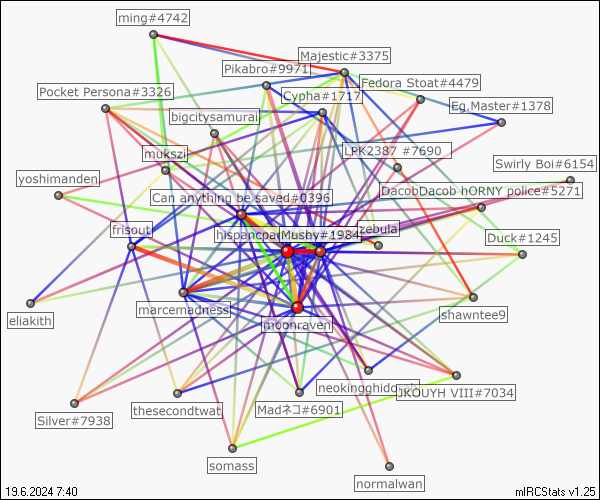 ming#4742
Majestic#3375
Pikabro#9971
Fedora Stoat#4479
Pocket Persona#3326
Cypha#1717
Eg.Master#1378
bigcitysamurai
LPK2387 #7690
mukszi
Swirly Boi#6154
yoshimanden
DacobDacob hORNY police#5271
Can anything be saved#0396
frisout
hispancpa
Mushy#1984
zebula
Duck#1245
marcemadness
eliakith
shawntee9
moonraven
neokingghido
JKOUYH VIII#7034
Silver#7938
thesecondtwat
Madネコ#6901
somass
normalwan
19.6.2024 7:40
mIRCStats v1.25